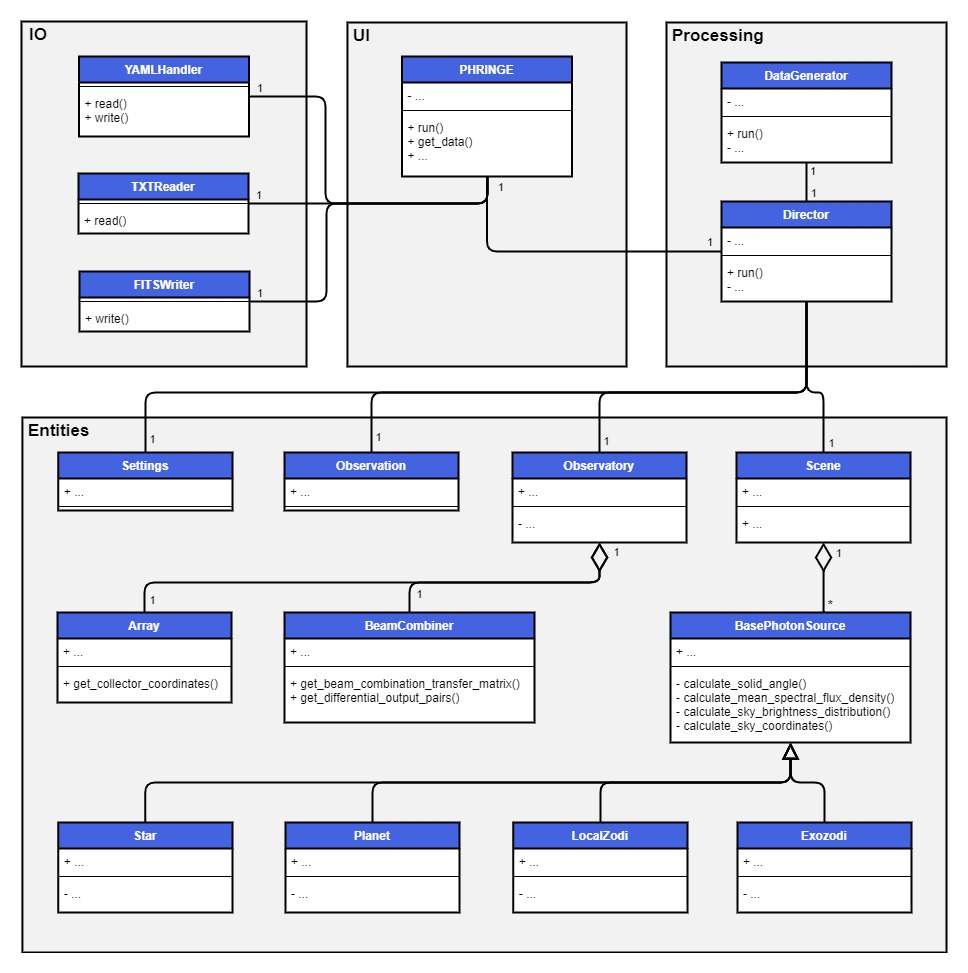 IO
YAMLHandler
+ read()
+ write()
1
TXTReader
+ read()
1
FITSWriter
+ write()
1
UI
PHRINGE
- ...
+ run()
+ get_data()
+ ...
1
Processing
DataGenerator
- ...
+ run()
- ...
1
1
Director
- ...
+ run()
- ...
1
Entities
1
Settings
+ ...
1
Observation
+ ...
1
Observatory
+ ...
- ...
1
1
Scene
+ ...
+ ...
1
1
Array
+ ...
+ get_collector_coordinates()
1
BeamCombiner
+ ...
+ get_beam_combination_transfer_matrix()
+ get_differential_output_pairs()
*
BasePhotonSource
+ ...
- calculate_solid_angle()
- calculate_mean_spectral_flux_density()
- calculate_sky_brightness_distribution()
- calculate_sky_coordinates()
Star
+ ...
- ...
Planet
+ ...
- ...
LocalZodi
+ ...
- ...
Exozodi
+ ...
- ...